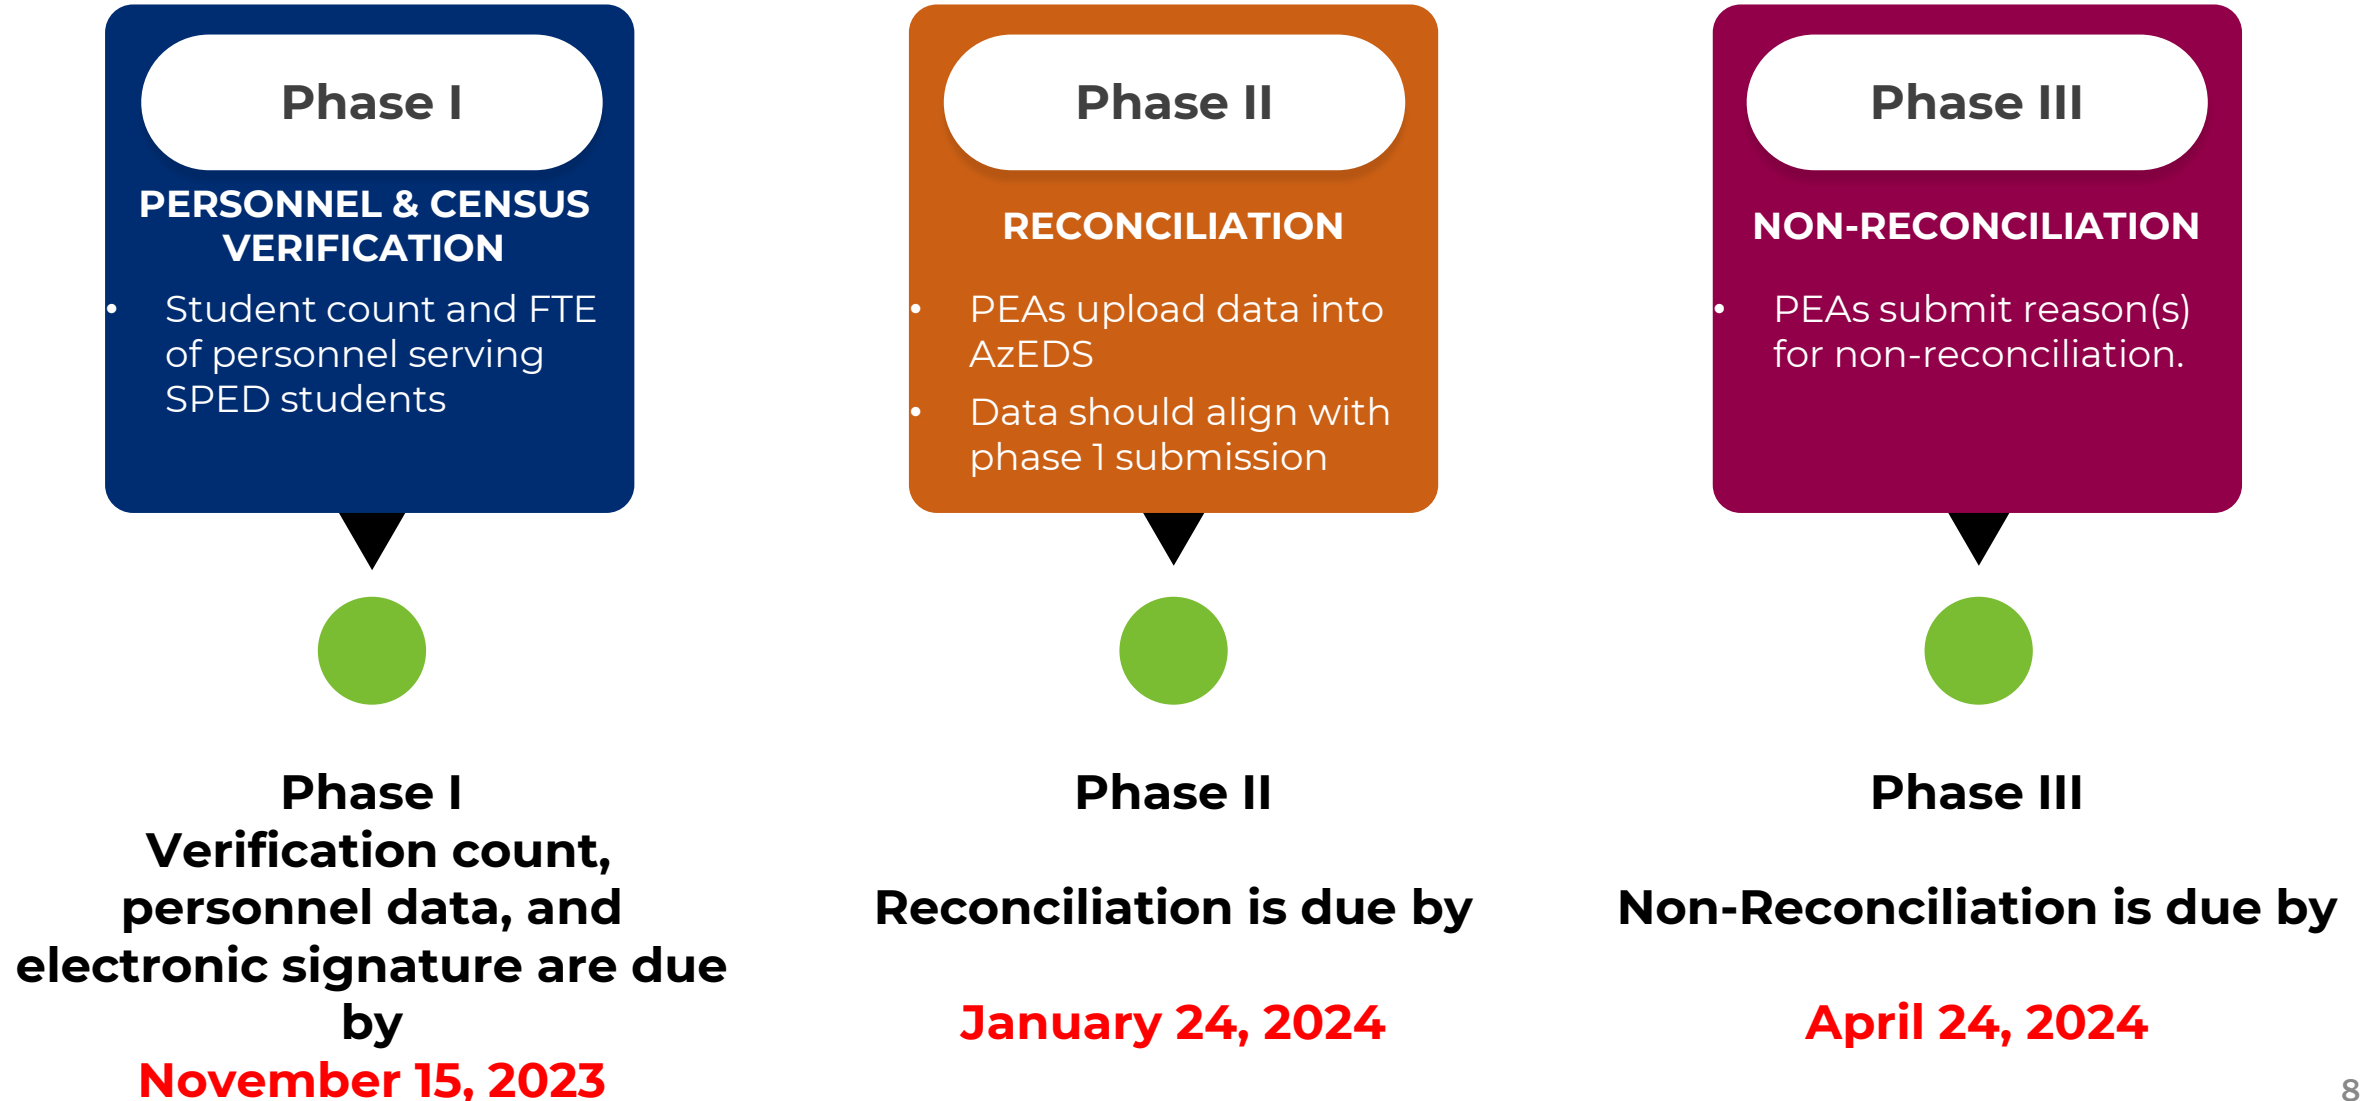 Phase I
PERSONNEL & CENSUS
VERIFICATION
• Student count and FTE
of personnel serving
SPED students
Phase II
RECONCILIATION
• PEAs upload data into
AzEDS
• Data should align with
phase 1 submission
Phase III
NON-RECONCILIATION
• PEAs submit reason(s)
for non-reconciliation.
Phase I
Verification count,
personnel data, and
electronic signature are due
by
November 15, 2023
Phase II
Reconciliation is due by
January 24, 2024
Phase III
Non-Reconciliation is due by
April 24, 2024
8